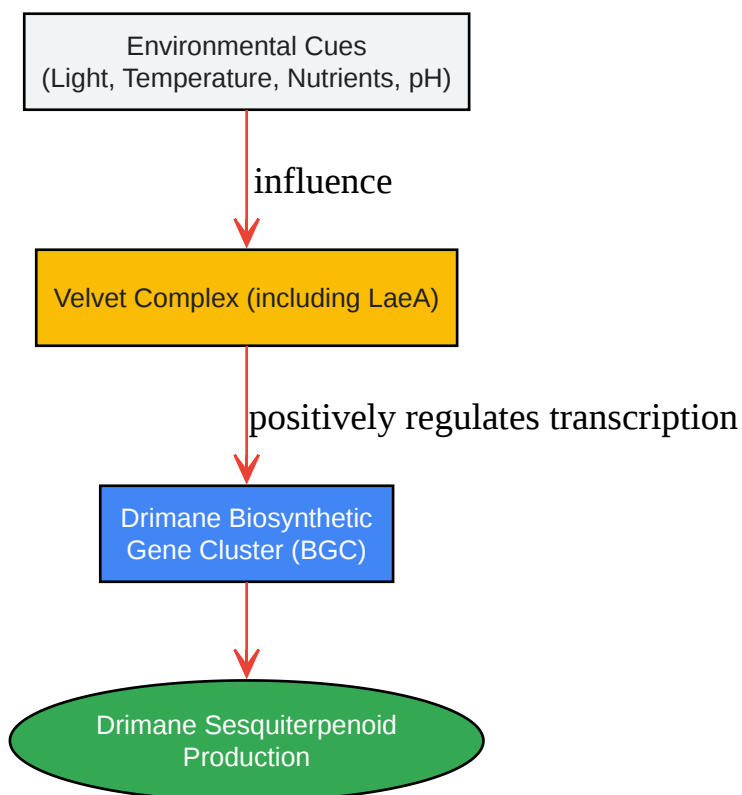 Environmental Cues
(Light, Temperature, Nutrients, pH)
influence
Velvet Complex (including LaeA)
positively regulates transcription
Drimane Biosynthetic
Gene Cluster (BGC)
Drimane Sesquiterpenoid
Production